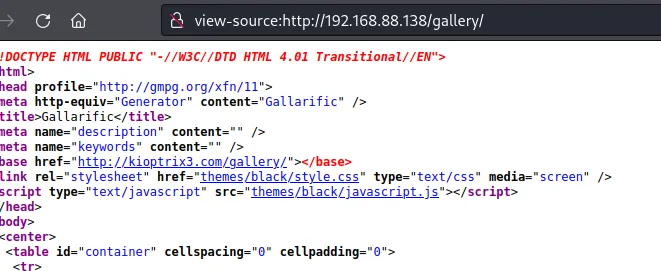 view-source:http://192.168.88.138/gallery/
!DOCTYPE HTML PUBLIC "-//W3C//DTD HTML 4.01 Transitional//EN">
html>
head profile="http://gmpg.org/xfn/11">
meta http-equiv="Generator" content="Gallarific" />
title>Gallarific</title>
meta name="description" content="" />
meta name="keywords" content="" />
base href="http://kioptrix3.com/gallery/"></base>
link rel="stylesheet" href="themes/black/style.css" type="text/css" media="screen" />
script type="text/javascript" src="themes/black/javascript.js"></script>
/head>
body>
<center>
<table id="container" cellspacing="0" cellpadding="0">
<tr>